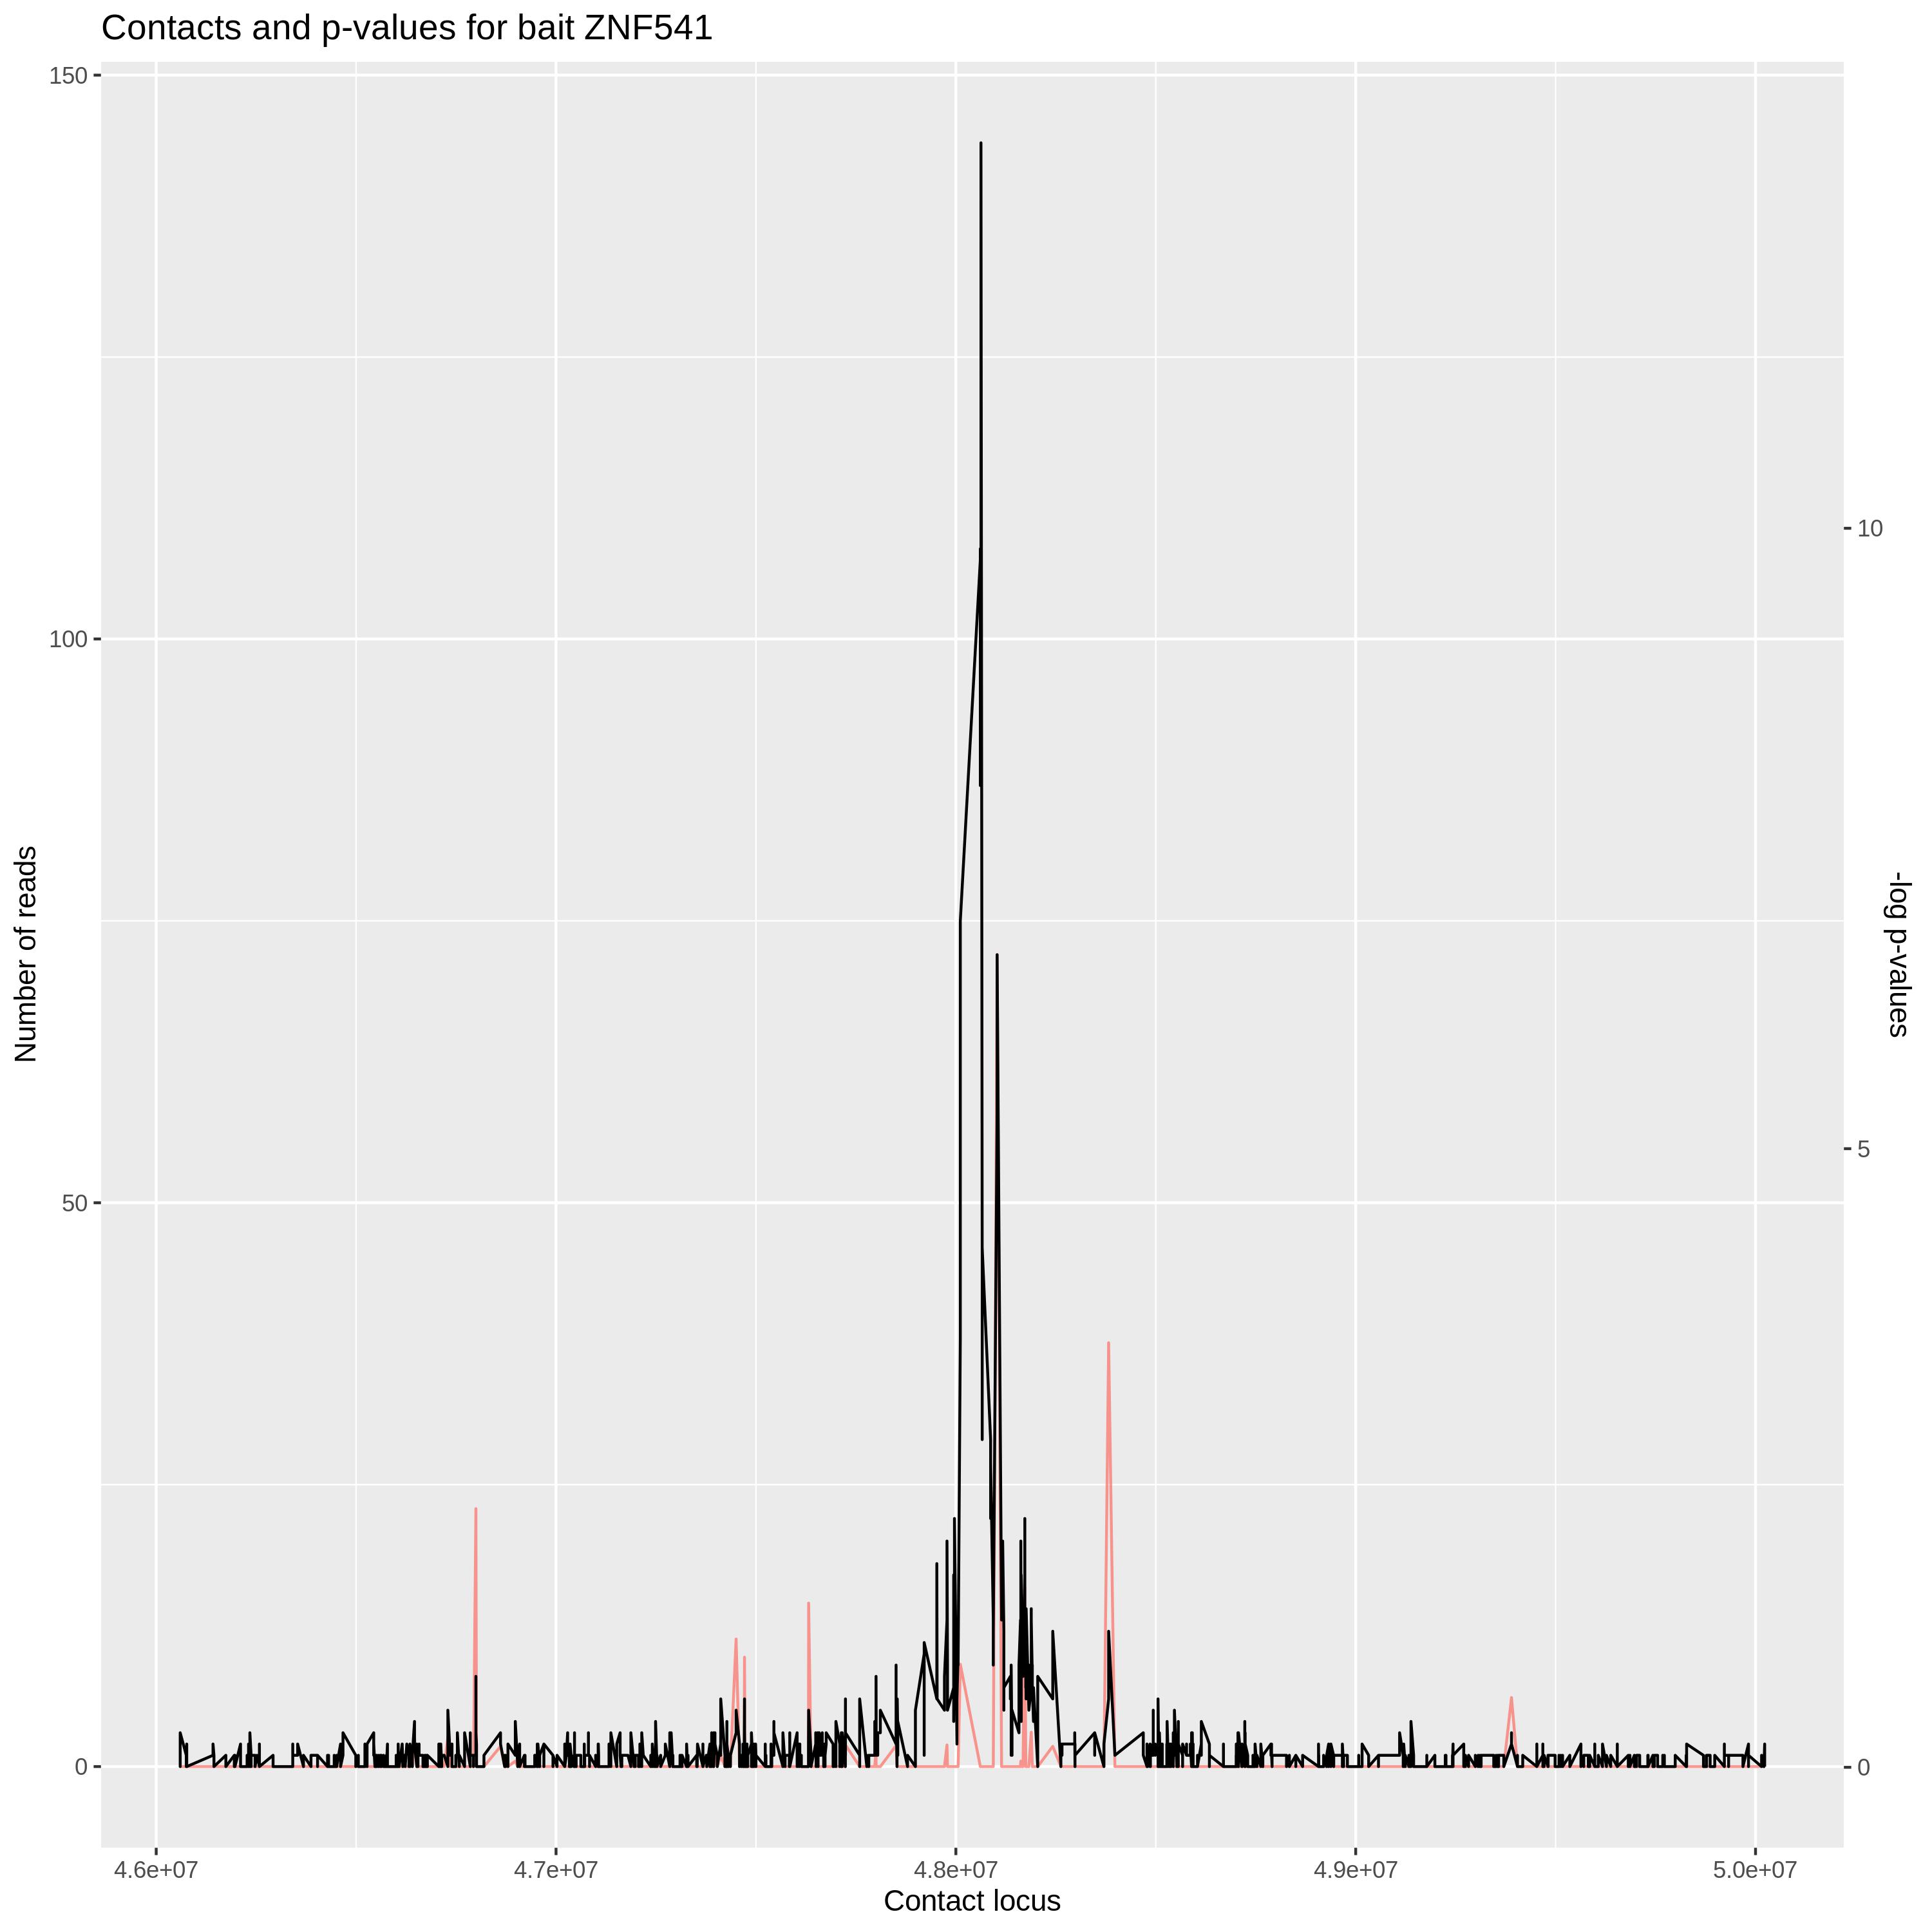 Contacts and p-values for bait ZNF541
150
100
50
0
Number of reads
10
5
0
-log p-values
4.6e+07
4.7e+07
4.8e+07
4.9e+07
5.0e+07
Contact locus